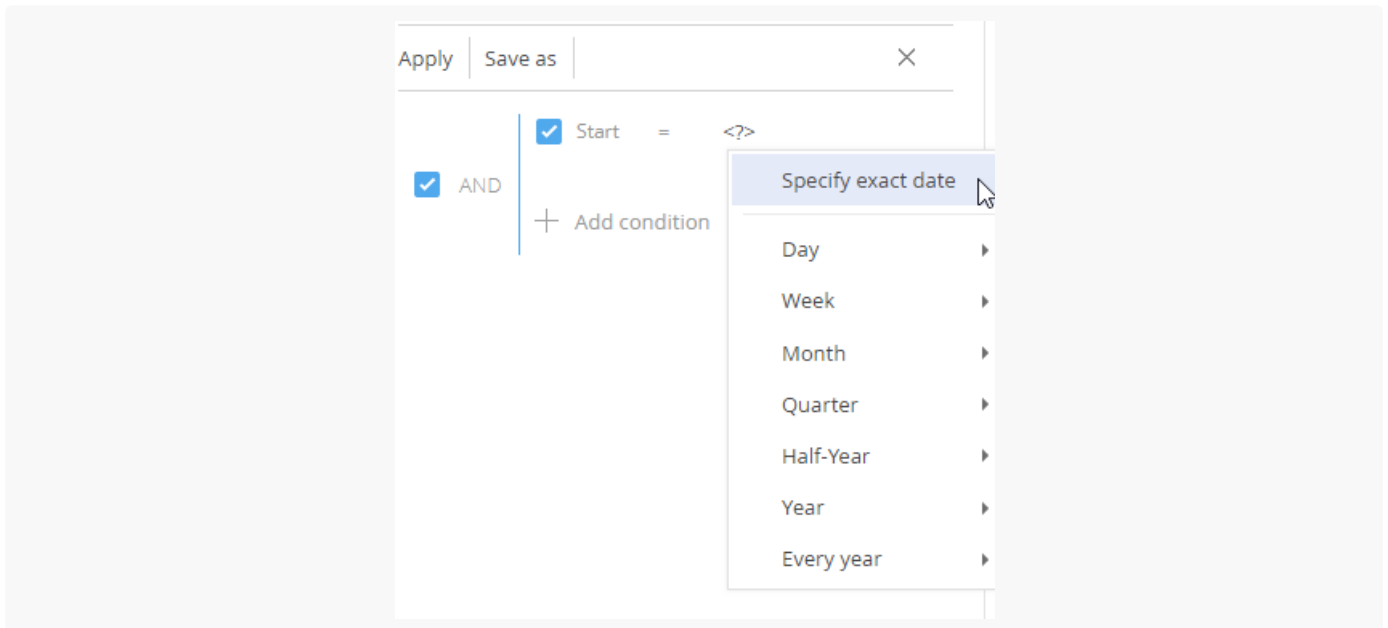 Apply Save as
Start = <?>
AND
Specify exact date
Add condition
Day
Week
Month
Quarter
Half-Year
Year
Every year